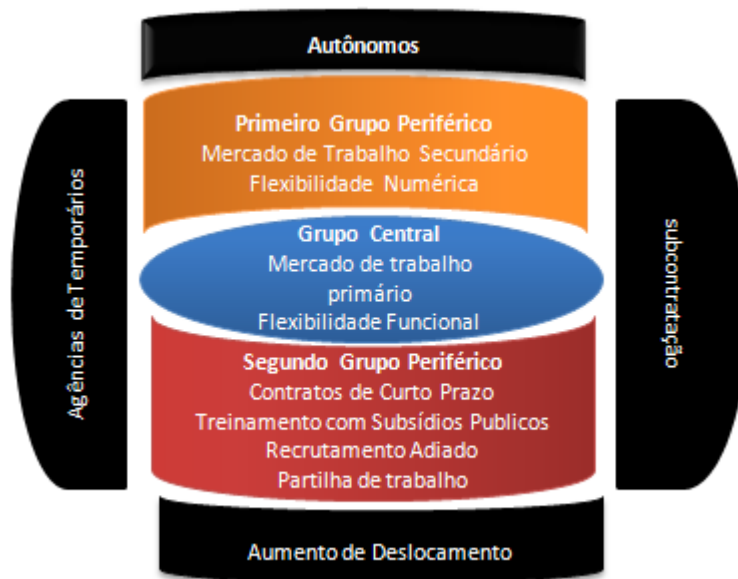 Autônomos
Primeiro Grupo Periférico
Mercado de Trabalho Secundário
Flexibilidade Numérica
Grupo Central
Mercado de trabalho
primário
Flexibilidade Funcional
Segundo Grupo Periférico
Contratos de Curto Prazo
Treinamento com Subsídios Publicos
Recrutamento Adiado
Partilha de trabalho
Aumento de Deslocamento
Agências de Temporários
subcontratação